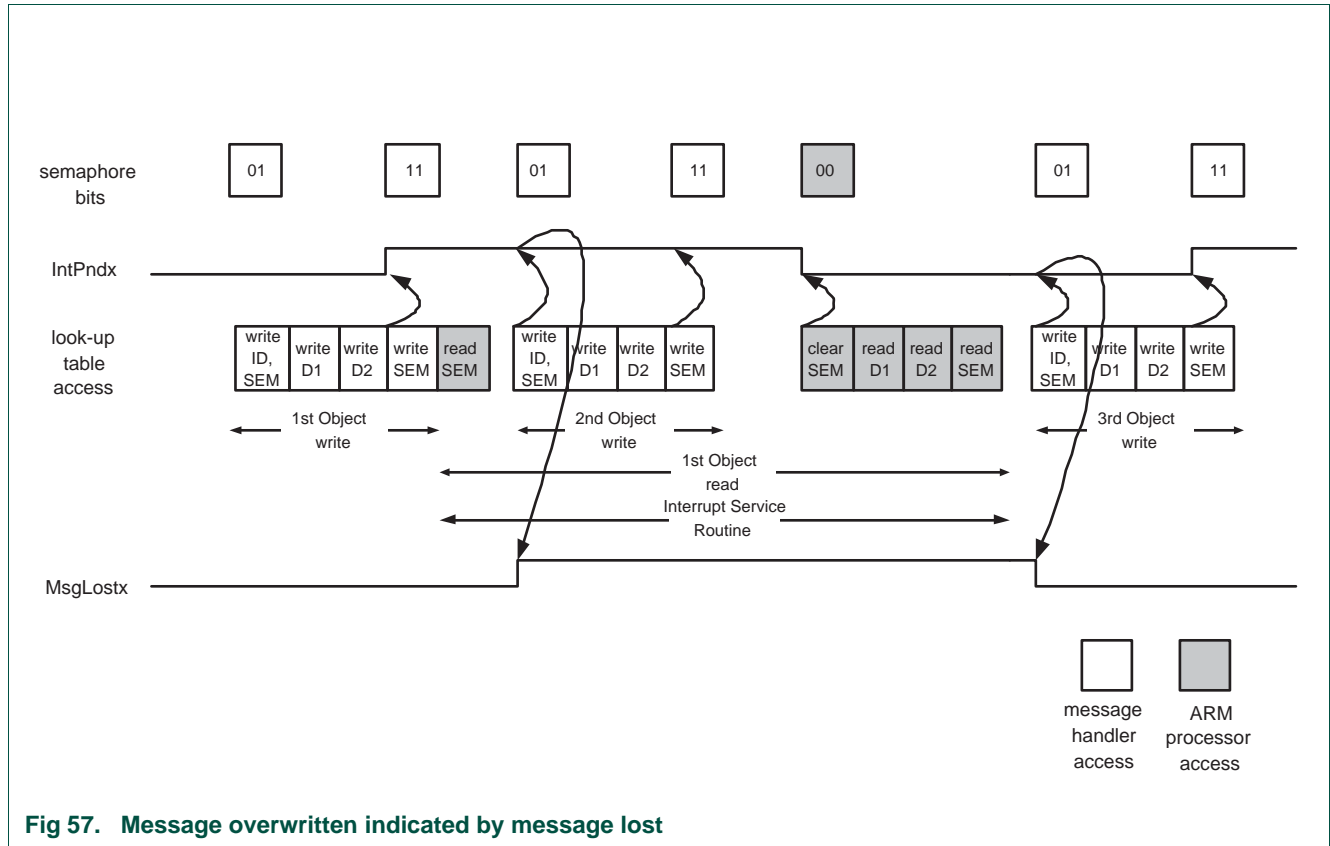 semaphore
bits
01
11
01
11
00
01
11
IntPndx
look-up
table
access
write
ID,
SEM
write
D1
write
D2
write
SEM
read
SEM
write
ID,
SEM
write
D1
write
D2
write
SEM
clear
SEM
read
D1
read
D2
read
SEM
write
ID,
SEM
write
D1
write
D2
write
SEM
1st Object
write
2nd Object
write
3rd Object
write
1st Object
read
Interrupt Service
Routine
MsgLostx
message
handler
access
ARM
processor
access
Fig 57. Message overwritten indicated by message lost